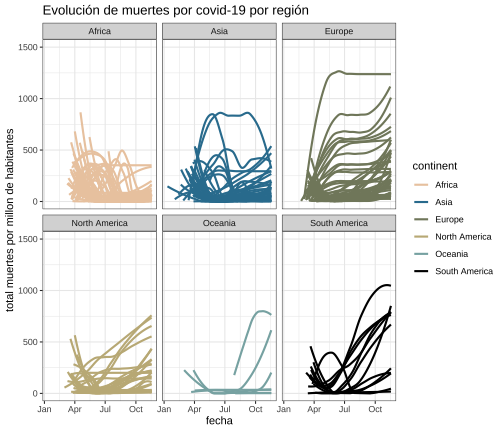 Evolución de muertes por covid-19 por región
Africa
Asia
Europe
1500
1000
500
0
North America
Oceania
South America
1500
1000
500
0
Jan
Apr
Jul
Oct
Jan
Apr
Jul
Oct
Jan
Apr
Jul
Oct
fecha
total muertes por millon de habitantes
continent
Africa
Asia
Europe
North America
Oceania
South America